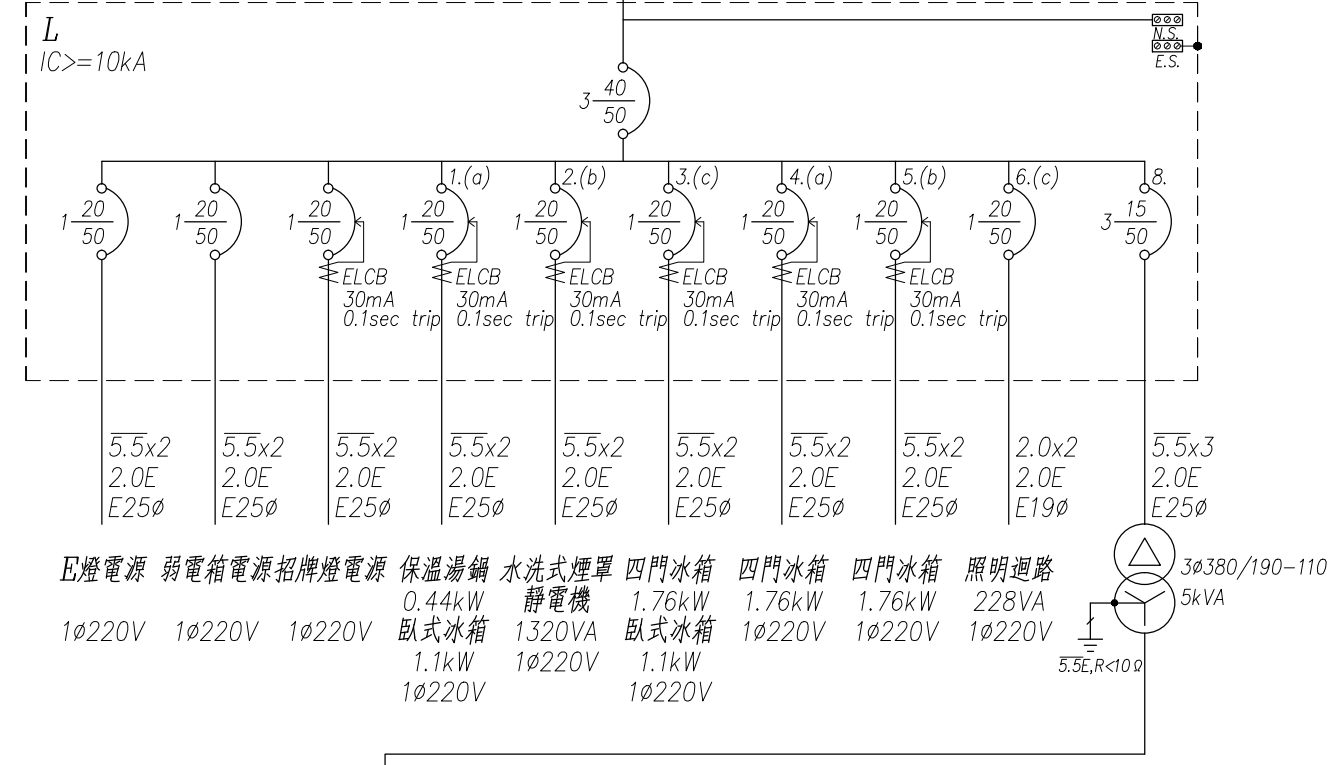 L
IC>=10kA
N.S.
E.S.
3 40/50
1.(a) 2.(b) 3.(c) 4.(a) 5.(b) 6.(c) 8.
1 20/50 1 20/50 1 20/50 1 20/50 1 20/50 1 20/50 1 20/50 1 20/50 1 20/50 3 15/50
ELCB ELCB ELCB ELCB ELCB ELCB
30mA 30mA 30mA 30mA 30mA 30mA
0.1sec trip 0.1sec trip 0.1sec trip 0.1sec trip 0.1sec trip 0.1sec trip
5.5x2 5.5x2 5.5x2 5.5x2 5.5x2 5.5x2 5.5x2 5.5x2 2.0x2 5.5x3
2.0E 2.0E 2.0E 2.0E 2.0E 2.0E 2.0E 2.0E 2.0E 2.0E
E25ø E25ø E25ø E25ø E25ø E25ø E25ø E25ø E19ø E25ø
E燈電源 弱電箱電源 招牌燈電源 保溫湯鍋 水洗式煙罩 四門冰箱 四門冰箱 四門冰箱 照明迴路 3ø380/190-110
0.44kW 靜電機 1.76kW 1.76kW 1.76kW 228VA 5kVA
1ø220V 1ø220V 1ø220V 臥式冰箱 1320VA 臥式冰箱 1ø220V 1ø220V 1ø220V
1.1kW 1ø220V 1.1kW 5.5E,R<10Ω
1ø220V 1ø220V